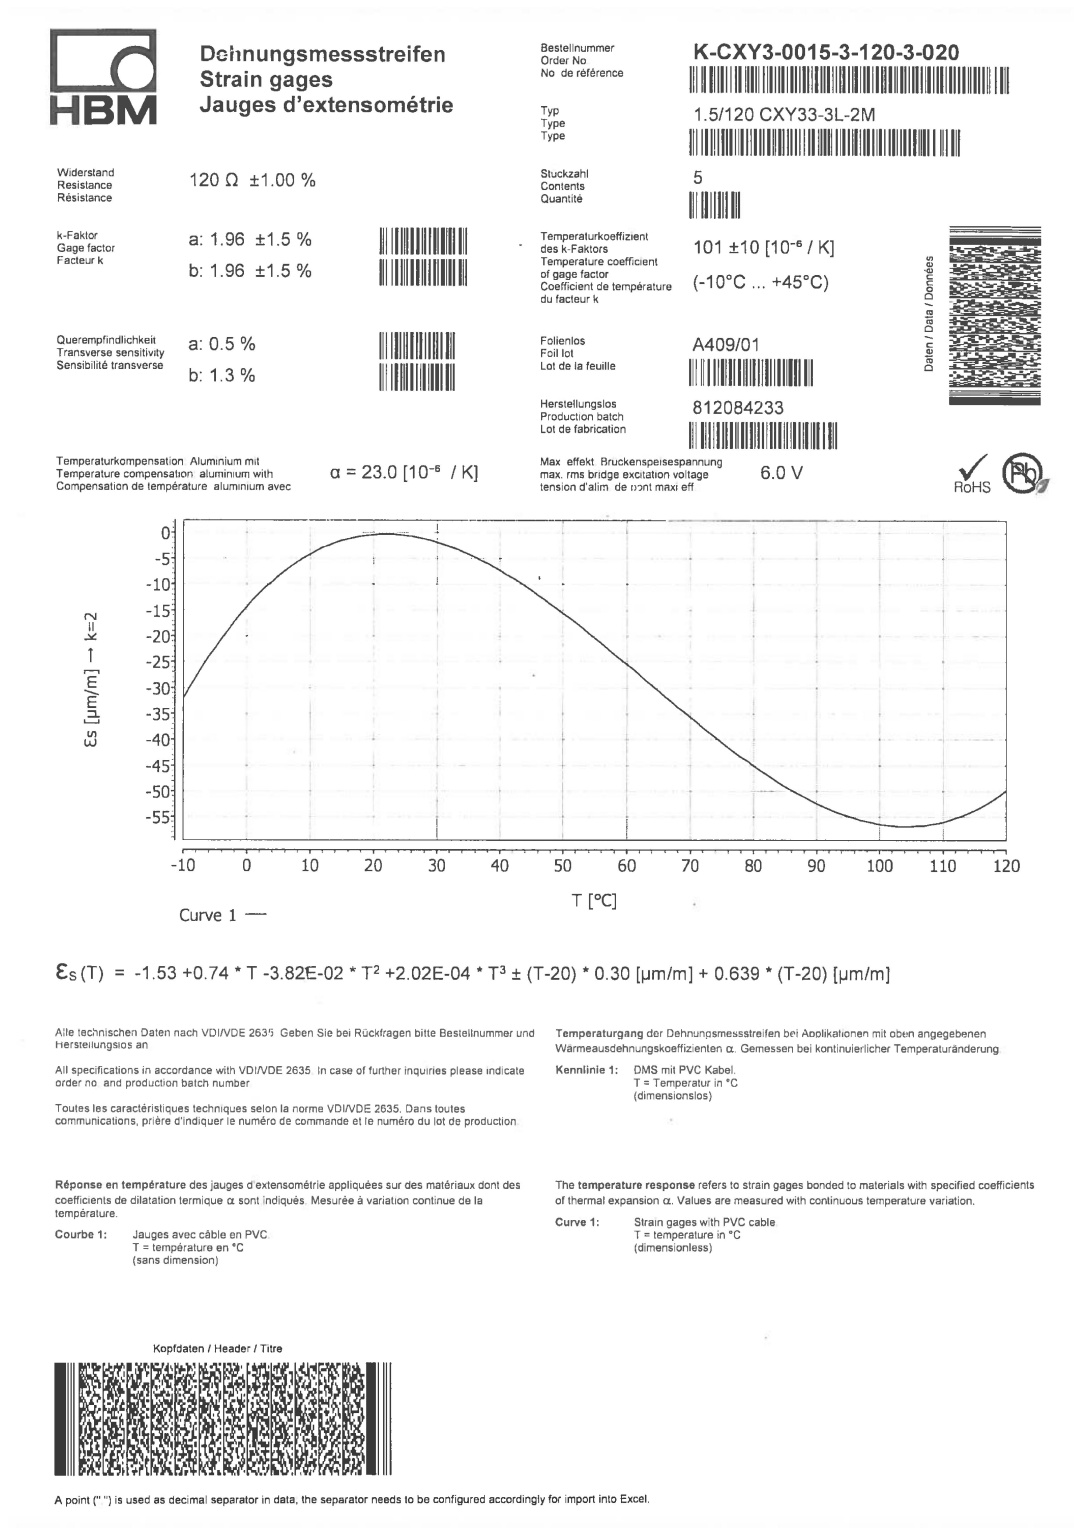 HBM
Dehnungsmessstreifen
Strain gages
Jauges d'extensométrie
Bestellnummer
Order No
No de référence
K-CXY3-0015-3-120-3-020
Typ
Type
Type
1.5/120 CXY33-3L-2M
Widerstand
Resistance
Résistance
120 Ω ±1.00 %
Stuckzahl
Contents
Quantité
5
k-Faktor
Gage factor
Facteur k
a: 1.96 ±1.5 %
b: 1.96 ±1.5 %
Temperaturkoeffizient
des k-Faktors
Temperature coefficient
of gage factor
Coefficient de température
du facteur k
101 ±10 [10⁻⁶ / K]
(-10°C ... +45°C)
Daten / Data / Données
Querempfindlichkeit
Transverse sensitivity
Sensibilité transverse
a: 0.5 %
b: 1.3 %
Folienlos
Foil lot
Lot de la feuille
A409/01
Herstellungslos
Production batch
Lot de fabrication
812084233
Temperaturkompensation Aluminium mit
Temperature compensation aluminium with
Compensation de température aluminium avec
α = 23.0 [10⁻⁶ / K]
Max effekt Bruckenspeisespannung
max. rms bridge excitation voltage
tension d'alim. de pont maxi eff
6.0 V
RoHS
Pb
0
-5
-10
-15
-20
-25
-30
-35
-40
-45
-50
-55
εs [µm/m] → k=2
-10 0 10 20 30 40 50 60 70 80 90 100 110 120
T [°C]
Curve 1 —
εs (T) = -1.53 +0.74 * T -3.82E-02 * T² +2.02E-04 * T³ ± (T-20) * 0.30 [µm/m] + 0.639 * (T-20) [µm/m]
Alle technischen Daten nach VDI/VDE 2635 Geben Sie bei Rückfragen bitte Bestellnummer und
Herstellungslos an
All specifications in accordance with VDI/VDE 2635. In case of further inquiries please indicate
order no. and production batch number
Toutes les caractéristiques techniques selon la norme VDI/VDE 2635. Dans toutes
communications, prière d'indiquer le numéro de commande et le numéro du lot de production.
Temperaturgang der Dehnungsmessstreifen bei Applikationen mit oben angegebenen
Wärmeausdehnungskoeffizienten α. Gemessen bei kontinuierlicher Temperaturänderung.
Kennlinie 1: DMS mit PVC Kabel.
T = Temperatur in °C
(dimensionslos)
Réponse en température des jauges d'extensométrie appliquées sur des matériaux dont des
coefficients de dilatation termique α sont indiqués. Mesurée à variation continue de la
température.
Courbe 1: Jauges avec câble en PVC.
T = température en °C
(sans dimension)
The temperature response refers to strain gages bonded to materials with specified coefficients
of thermal expansion α. Values are measured with continuous temperature variation.
Curve 1: Strain gages with PVC cable.
T = temperature in °C
(dimensionless)
Kopfdaten / Header / Titre
A point (".") is used as decimal separator in data, the separator needs to be configured accordingly for import into Excel.